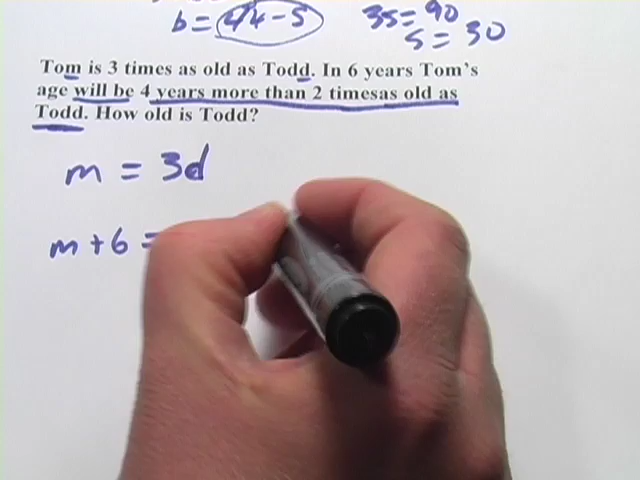 b = 44 - 5
3s = 90
s = 30
Tom is 3 times as old as Todd. In 6 years Tom's
age will be 4 years more than 2 timesas old as
Todd. How old is Todd?
m = 3d
m + 6 =